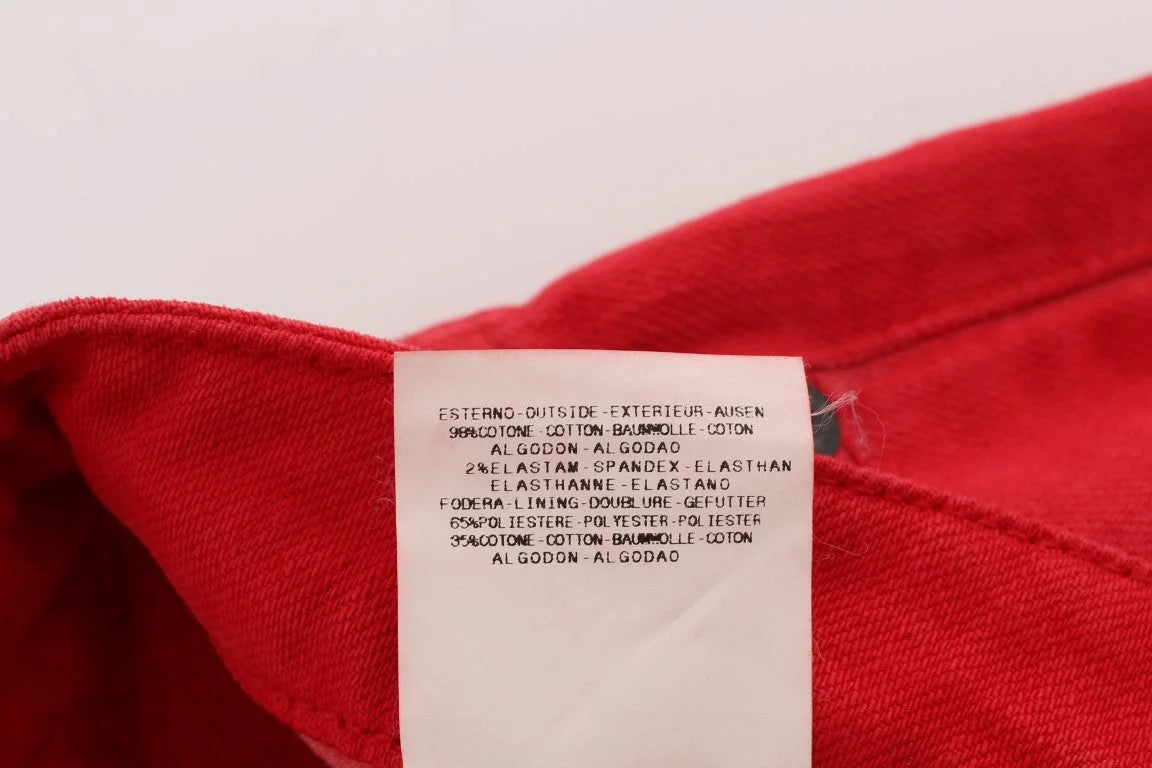 ESTERNO-OUTSIDE-EXTERIEUR-AUSEN
98%COTONE-COTTON-BAUMWOLLE-COTON
ALGODON-ALGODAO
2%ELASTAM-SPANDEX-ELASTHAN
ELASTHANNE-ELASTANO
FODERA-LINING-DOUBLURE-GEFUTTER
65%POLIESTERE-POLYESTER-POLIESTER
35%COTONE-COTTON-BAUMWOLLE-COTON
ALGODON-ALGODAO